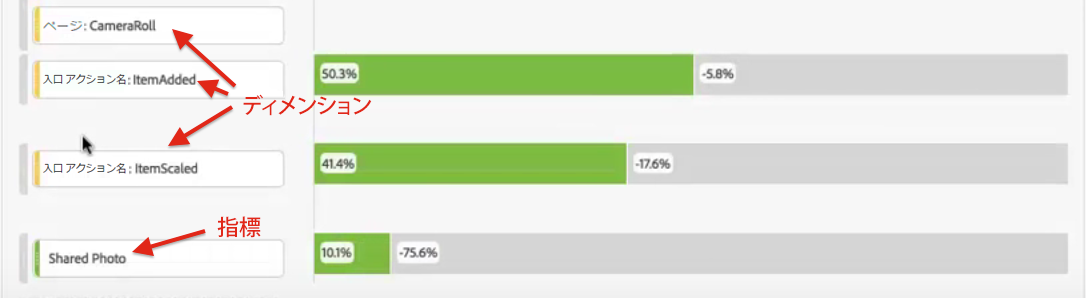 ページ: CameraRoll
入口アクション名: ItemAdded
50.3%
-5.8%
ディメンション
入口アクション名: ItemScaled
41.4%
-17.6%
指標
Shared Photo
10.1%
-75.6%